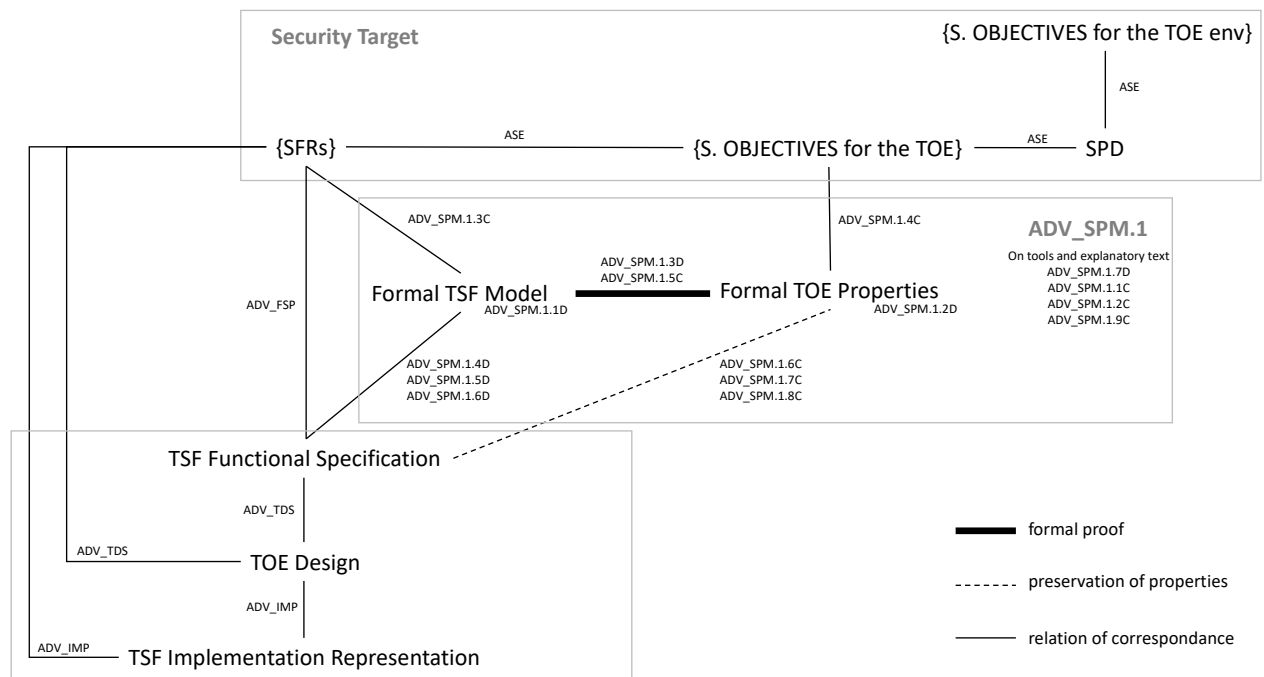 {S. OBJECTIVES for the TOE env}
Security Target
ASE
{SFRs}
ASE
{S. OBJECTIVES for the TOE}
ASE
SPD
ADV_SPM.1.3C
ADV_SPM.1.4C
ADV_SPM.1
On tools and explanatory text
ADV_SPM.1.7D
ADV_SPM.1.1C
ADV_SPM.1.2C
ADV_SPM.1.9C
ADV_SPM.1.3D
ADV_SPM.1.5C
ADV_FSP
Formal TSF Model
ADV_SPM.1.1D
Formal TOE Properties
ADV_SPM.1.2D
ADV_SPM.1.4D
ADV_SPM.1.5D
ADV_SPM.1.6D
ADV_SPM.1.6C
ADV_SPM.1.7C
ADV_SPM.1.8C
TSF Functional Specification
ADV_TDS
ADV_TDS
TOE Design
ADV_IMP
ADV_IMP
TSF Implementation Representation
formal proof
preservation of properties
relation of correspondance